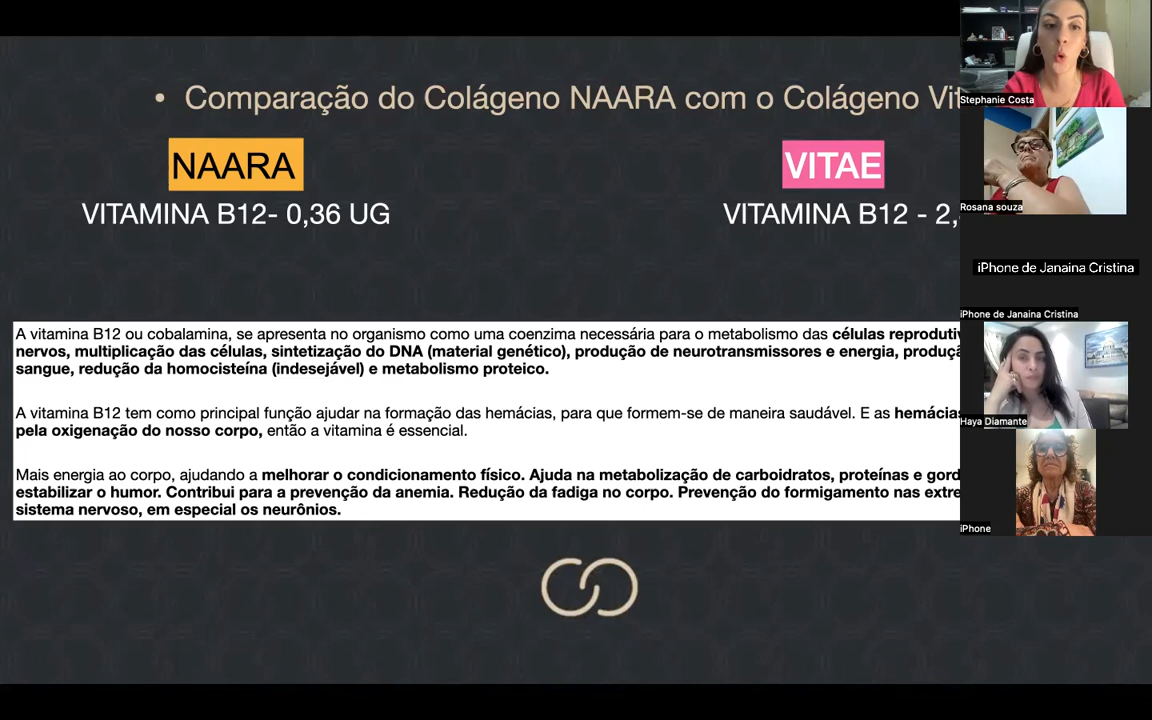 • Comparação do Colágeno NAARA com o Colágeno
NAARA
VITAE
VITAMINA B12- 0,36 UG
VITAMINA B12 - 2,
A vitamina B12 ou cobalamina, se apresenta no organismo como uma coenzima necessária para o metabolismo das células
nervos, multiplicação das células, sintetização do DNA (material genético), produção de neurotransmissores e energia,
sangue, redução da homocisteína (indesejável) e metabolismo proteico.
A vitamina B12 tem como principal função ajudar na formação das hemácias, para que formem-se de maneira saudável. E as hemácias
pela oxigenação do nosso corpo, então a vitamina é essencial.
Mais energia ao corpo, ajudando a melhorar o condicionamento físico. Ajuda na metabolização de carboidratos, proteínas e
estabilizar o humor. Contribui para a prevenção da anemia. Redução da fadiga no corpo. Prevenção do formigamento nas
sistema nervoso, em especial os neurônios.
Stephanie Costa
Rosana souza
iPhone de Janaina Cristina
iPhone de Janaina Cristina
Haya Diamante
iPhone